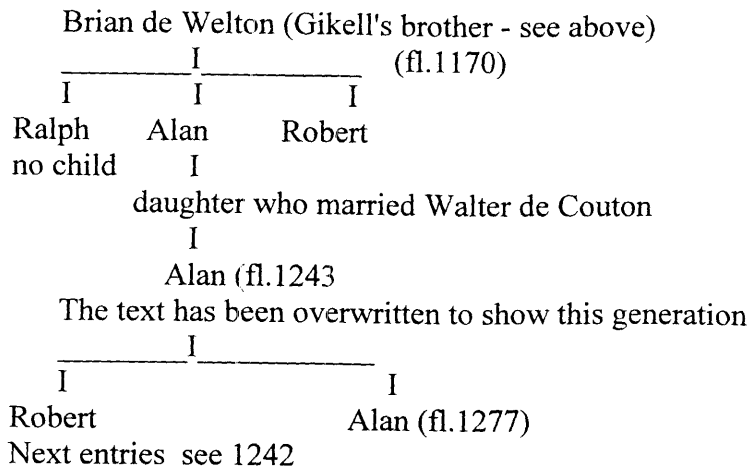 Brian de Welton (Gikell's brother - see above)
I (fl.1170)
I I I
Ralph Alan Robert
no child I
daughter who married Walter de Couton
I
Alan (fl.1243
The text has been overwritten to show this generation
I
I I
Robert Alan (fl.1277)
Next entries see 1242